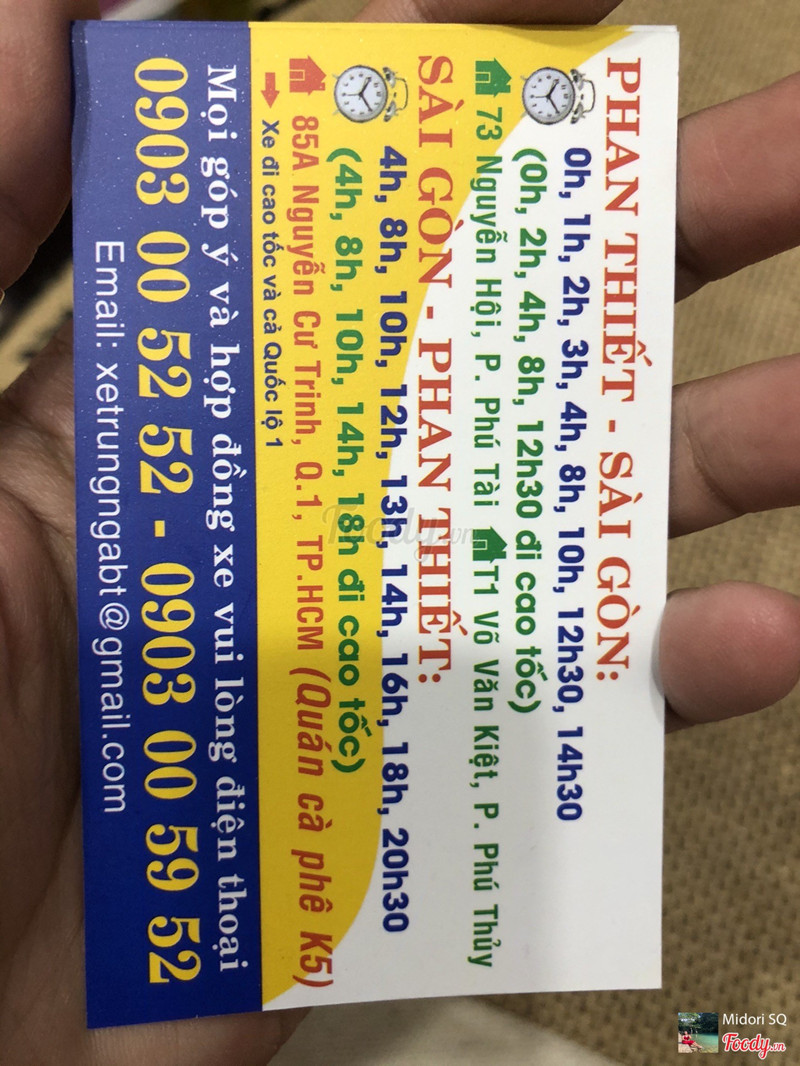 PHAN THIẾT - SÀI GÒN:
0h, 1h, 2h, 3h, 4h, 8h, 10h, 12h30, 14h30
(0h, 2h, 4h, 8h, 12h30 đi cao tốc)
73 Nguyễn Hội, P. Phú Tài T1 Võ Văn Kiệt, P. Phú Thủy
SÀI GÒN - PHAN THIẾT:
4h, 8h, 10h, 12h, 13h, 14h, 16h, 18h, 20h30
(4h, 8h, 10h, 14h, 18h đi cao tốc)
85A Nguyễn Cư Trinh, Q.1, TP.HCM (Quán cà phê K5)
Xe đi cao tốc và cả Quốc lộ 1
Mọi góp ý và hợp đồng xe vui lòng điện thoại
0903 00 52 52 - 0903 00 59 52
Email: xetrungngabt@gmail.com
Foody.vn
Midori SQ
Foody.vn